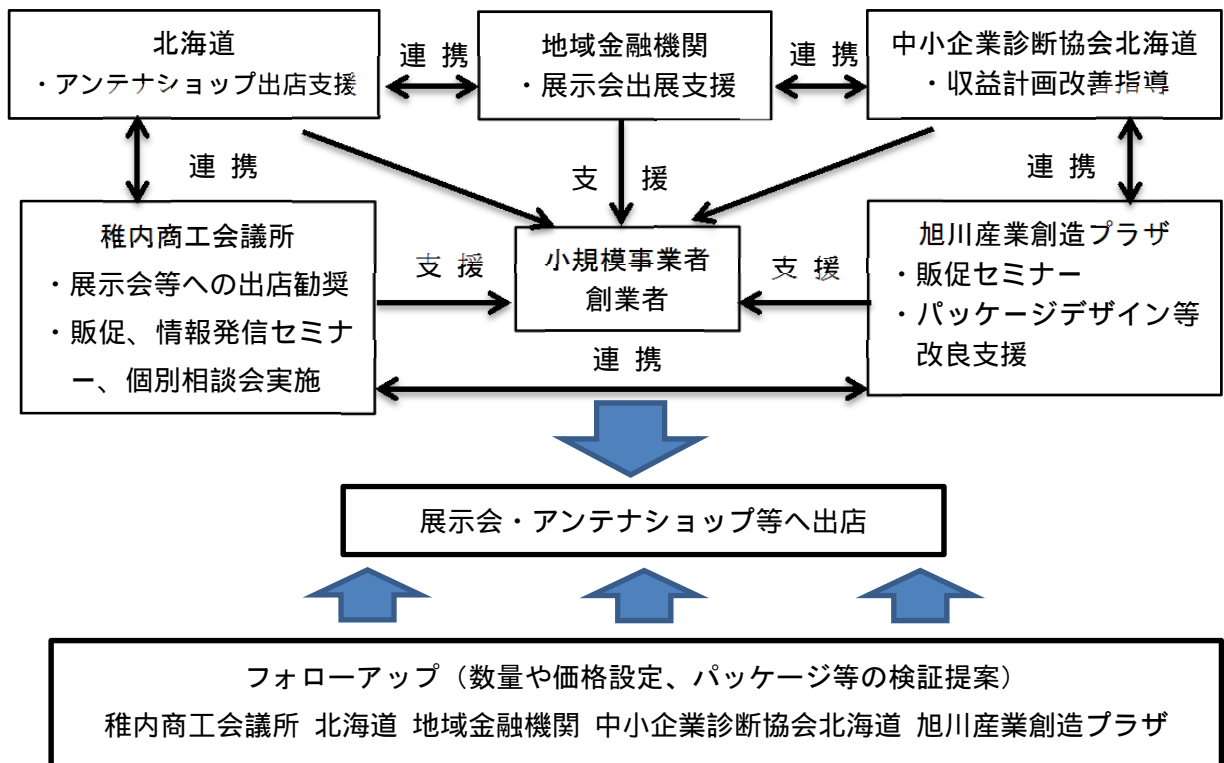 北海道
・アンテナショップ出店支援
連 携
地域金融機関
・展示会出展支援
連 携
中小企業診断協会北海道
・収益計画改善指導
連 携
支 援
連 携
稚内商工会議所
・展示会等への出店勧奨
・販促、情報発信セミナ
ー、個別相談会実施
支 援
小規模事業者
創業者
支 援
旭川産業創造プラザ
・販促セミナー
・パッケージデザイン等
改良支援
連 携
展示会・アンテナショップ等へ出店
フォローアップ（数量や価格設定、パッケージ等の検証提案）
稚内商工会議所 北海道 地域金融機関 中小企業診断協会北海道 旭川産業創造プラザ